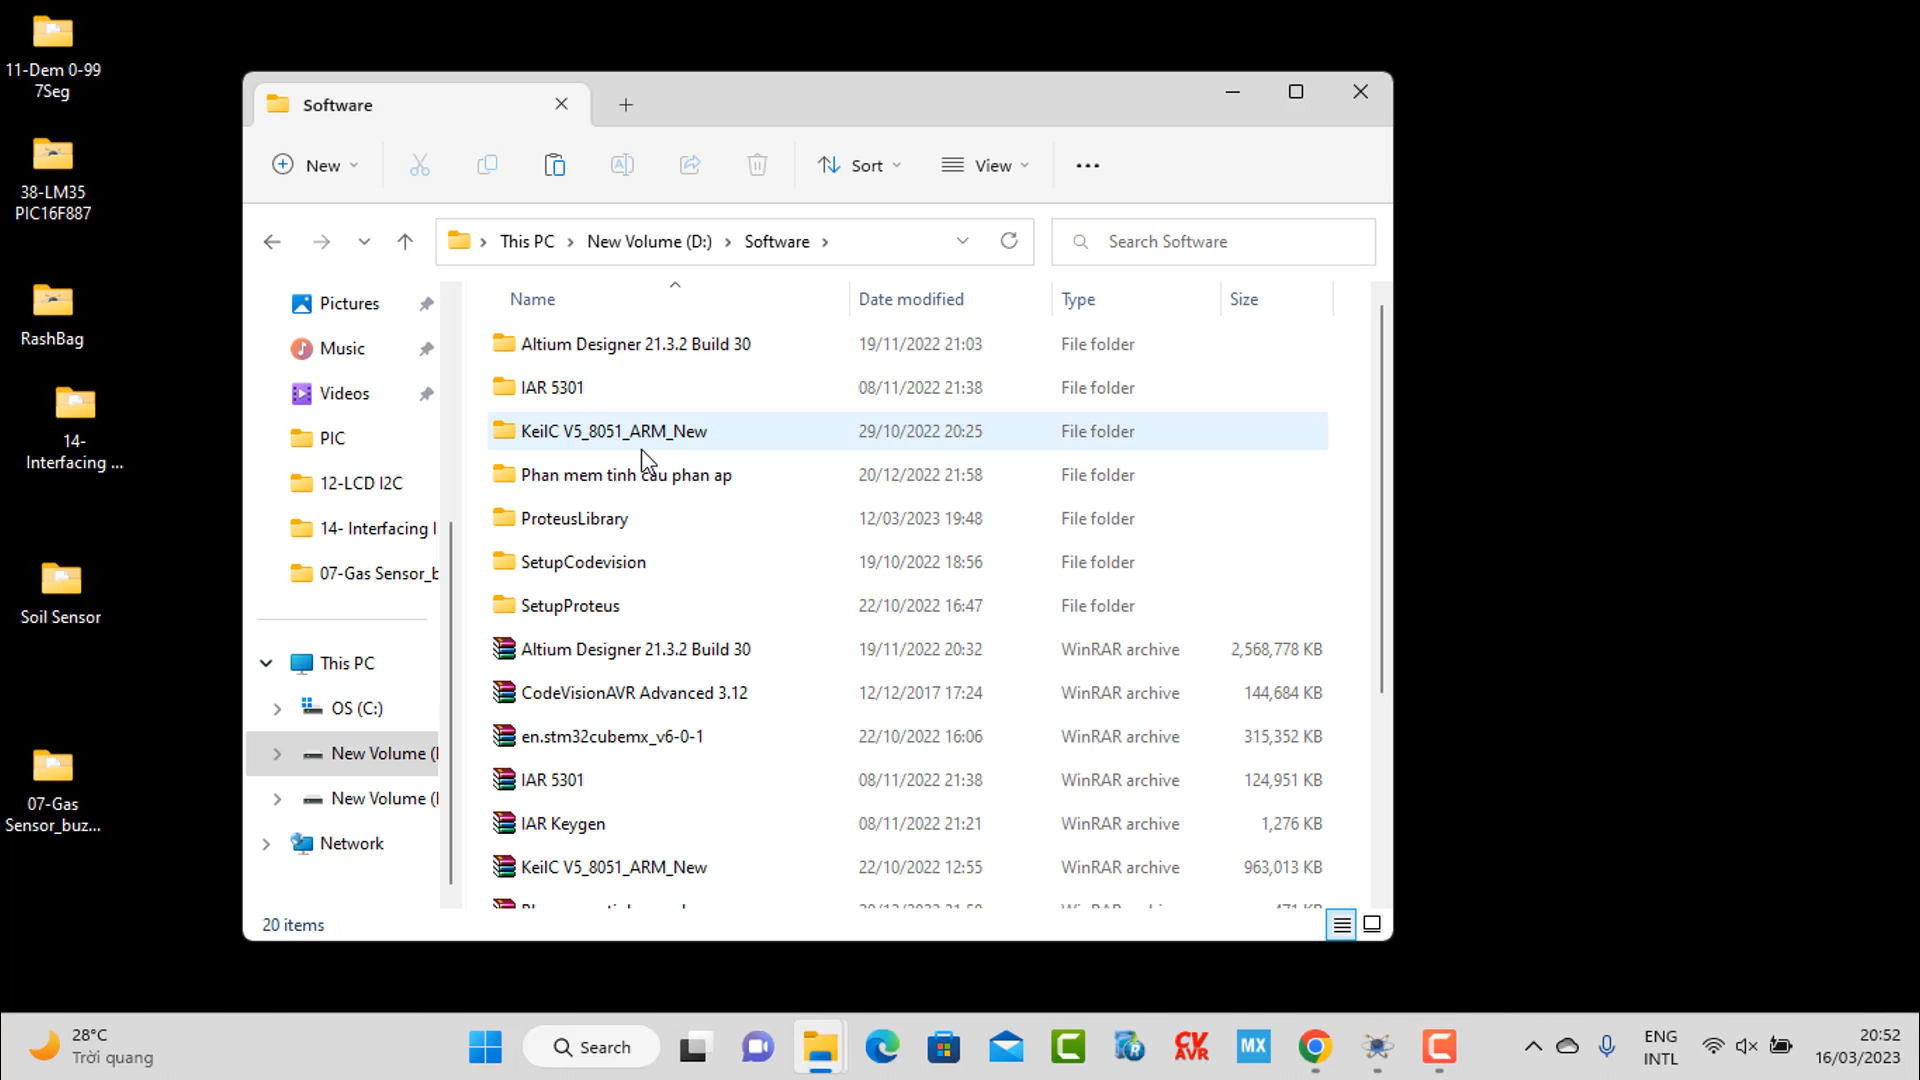 11-Dem 0-99
7Seg
38-LM35
PIC16F887
RashBag
14-
Interfacing ...
Soil Sensor
07-Gas
Sensor_buz...
Software
New
Sort
View
This PC > New Volume (D:) > Software >
Search Software
Pictures
Music
Videos
PIC
12-LCD I2C
14- Interfacing I
07-Gas Sensor_b
This PC
OS (C:)
New Volume (
New Volume (
Network
Name Date modified Type Size
Altium Designer 21.3.2 Build 30 19/11/2022 21:03 File folder
IAR 5301 08/11/2022 21:38 File folder
KeilC V5_8051_ARM_New 29/10/2022 20:25 File folder
Phan mem tinh cau phan ap 20/12/2022 21:58 File folder
ProteusLibrary 12/03/2023 19:48 File folder
SetupCodevision 19/10/2022 18:56 File folder
SetupProteus 22/10/2022 16:47 File folder
Altium Designer 21.3.2 Build 30 19/11/2022 20:32 WinRAR archive 2,568,778 KB
CodeVisionAVR Advanced 3.12 12/12/2017 17:24 WinRAR archive 144,684 KB
en.stm32cubemx_v6-0-1 22/10/2022 16:06 WinRAR archive 315,352 KB
IAR 5301 08/11/2022 21:38 WinRAR archive 124,951 KB
IAR Keygen 08/11/2022 21:21 WinRAR archive 1,276 KB
KeilC V5_8051_ARM_New 22/10/2022 12:55 WinRAR archive 963,013 KB
20 items
28°C
Trời quang
Search
CV
AVR
MX
ENG
INTL
20:52
16/03/2023